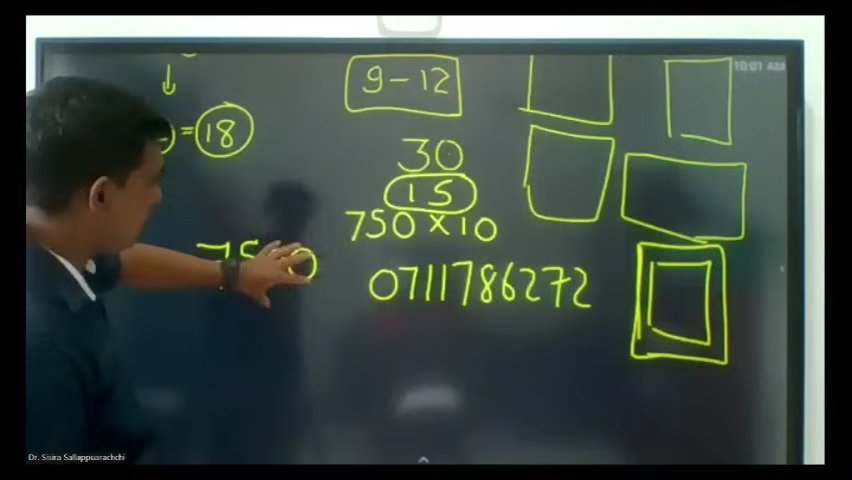 10:01 AM
9-12
= 18
30
15
750 × 10
0711786272
Dr. Sisira Sallappuarachchi